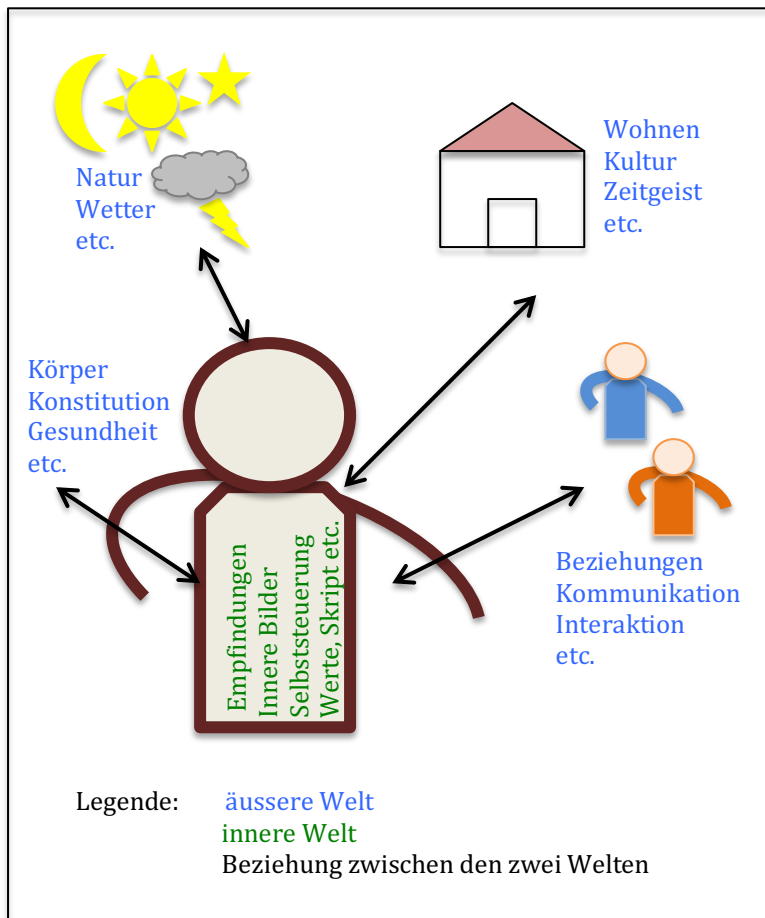 Natur
Wetter
etc.
Wohnen
Kultur
Zeitgeist
etc.
Körper
Konstitution
Gesundheit
etc.
Empfindungen
Innere Bilder
Selbststeuerung
Werte, Skript etc.
Beziehungen
Kommunikation
Interaktion
etc.
Legende: äussere Welt
innere Welt
Beziehung zwischen den zwei Welten